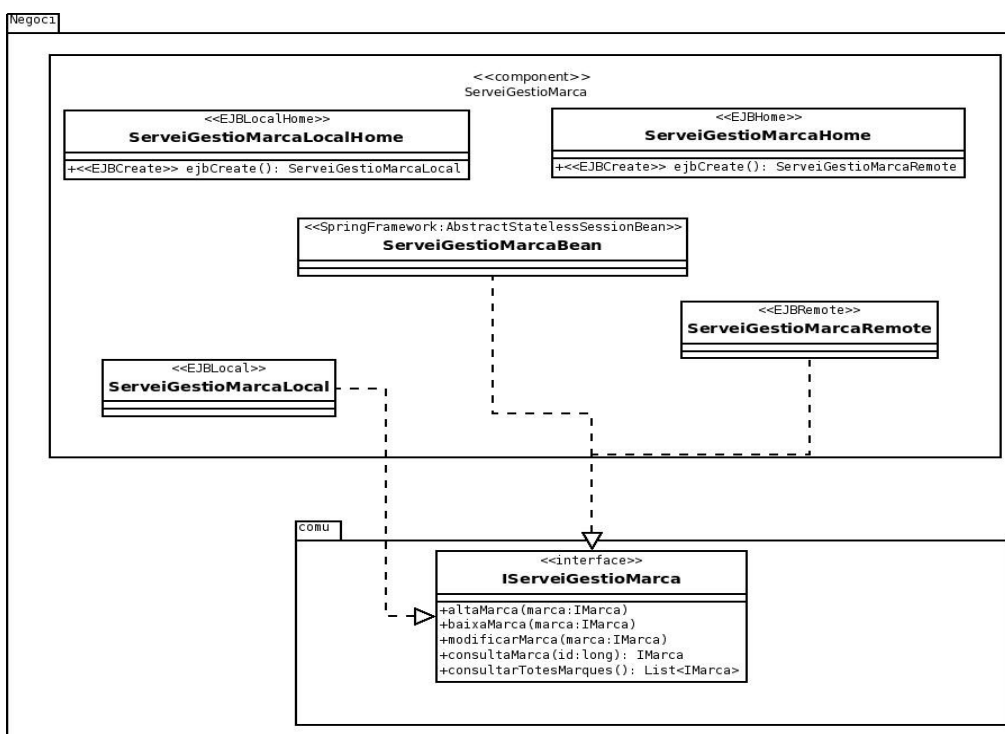 Negoci
<<component>>
ServeiGestioMarca
<<EJBLocalHome>>
ServeiGestioMarcaLocalHome
+<<EJBCreate>> ejbCreate(): ServeiGestioMarcaLocal
<<EJBHome>>
ServeiGestioMarcaHome
+<<EJBCreate>> ejbCreate(): ServeiGestioMarcaRemote
<<SpringFramework:AbstractStatelessSessionBean>>
ServeiGestioMarcaBean
<<EJBRemote>>
ServeiGestioMarcaRemote
<<EJBLocal>>
ServeiGestioMarcaLocal
comu
<<interface>>
IServeiGestioMarca
+altaMarca(marca:IMarca)
+baixaMarca(marca:IMarca)
+modificarMarca(marca:IMarca)
+consultaMarca(id:long): IMarca
+consultarTotesMarques(): List<IMarca>